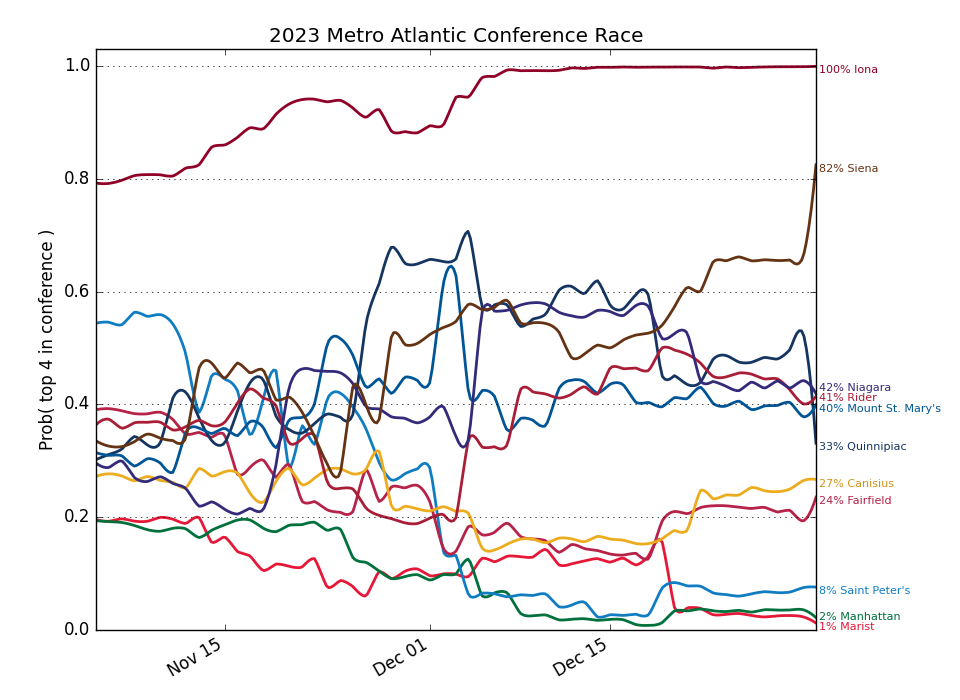 2023 Metro Atlantic Conference Race
Prob( top 4 in conference )
1.0
0.8
0.6
0.4
0.2
0.0
Nov 15
Dec 01
Dec 15
100% Iona
82% Siena
42% Niagara
41% Rider
40% Mount St. Mary's
33% Quinnipiac
27% Canisius
24% Fairfield
8% Saint Peter's
2% Manhattan
1% Marist